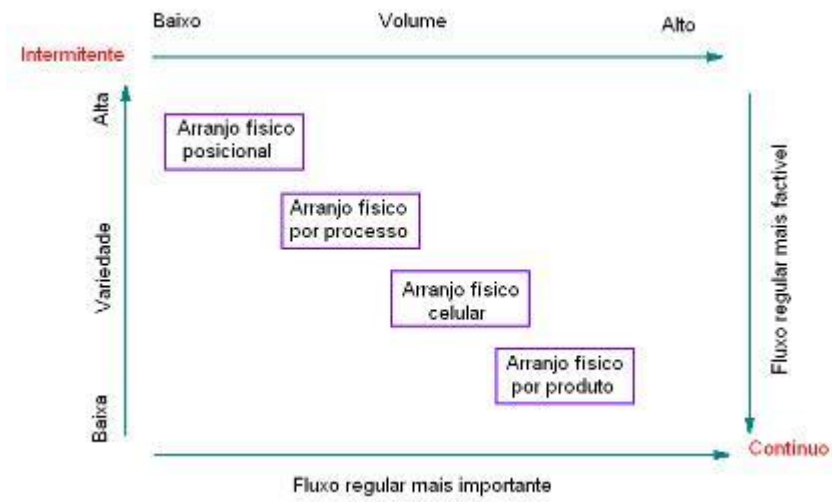 Baixo Volume Alto
Intermitente
Alta
Variedade
Baixa
Arranjo físico
posicional
Arranjo físico
por processo
Arranjo físico
celular
Arranjo físico
por produto
Fluxo regular mais factível
Contínuo
Fluxo regular mais importante